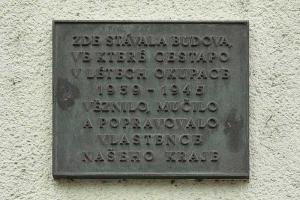 ZDE STÁVALA BUDOVA,
VE KTERÉ GESTAPO
V LÉTECH OKUPACE
1939 - 1945
VĚZNILO, MUČILO
A POPRAVOVALO
VLASTENCE
NAŠEHO KRAJE